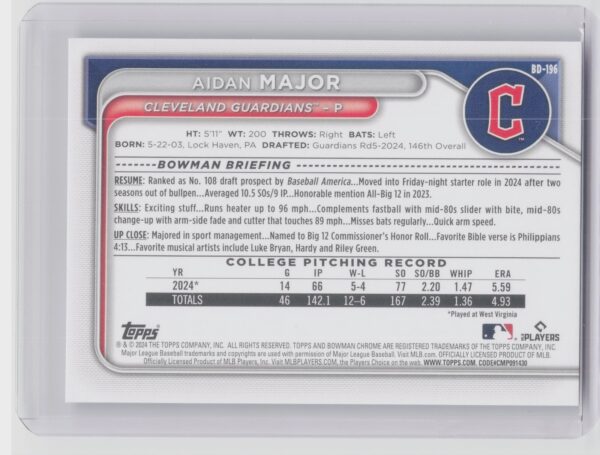 BD-196
AIDAN MAJOR
C
CLEVELAND GUARDIANS™ – P
HT: 5'11" WT: 200 THROWS: Right BATS: Left
BORN: 5-22-03, Lock Haven, PA DRAFTED: Guardians Rd5-2024, 146th Overall
BOWMAN BRIEFING
RESUME: Ranked as No. 108 draft prospect by Baseball America...Moved into Friday-night starter role in 2024 after two
seasons out of bullpen...Averaged 10.5 SOs/9 IP...Honorable mention All-Big 12 in 2023.
SKILLS: Exciting stuff...Runs heater up to 96 mph...Complements fastball with mid-80s slider with bite, mid-80s
change-up with arm-side fade and cutter that touches 89 mph...Misses bats regularly...Quick arm speed.
UP CLOSE: Majored in sport management...Named to Big 12 Commissioner's Honor Roll...Favorite Bible verse is Philippians
4:13...Favorite musical artists include Luke Bryan, Hardy and Riley Green.
COLLEGE PITCHING RECORD
YR G IP W-L SO SO/BB WHIP ERA
2024* 14 66 5-4 77 2.20 1.47 5.59
TOTALS 46 142.1 12–6 167 2.39 1.36 4.93
*Played at West Virginia
Topps
MLB PLAYERS
® & © 2024 THE TOPPS COMPANY, INC. ALL RIGHTS RESERVED. TOPPS AND BOWMAN CHROME ARE TRADEMARKS OF THE TOPPS COMPANY, INC.
Major League Baseball trademarks and copyrights are used with permission of Major League Baseball. Visit MLB.com. OFFICIALLY LICENSED PRODUCT OF MLB
Officially Licensed Product of MLB Players, Inc. Visit MLBPLAYERS.com, the Players Choice on the web. WWW.TOPPS.COM. CODE#CMP091430